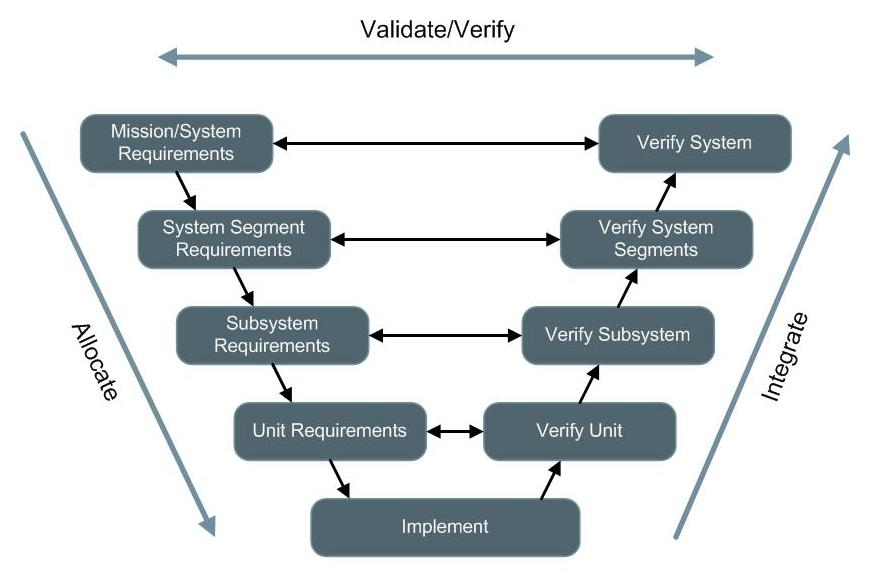 Validate/Verify
Mission/System
Requirements
Verify System
System Segment
Requirements
Verify System
Segments
Subsystem
Requirements
Verify Subsystem
Allocate
Integrate
Unit Requirements
Verify Unit
Implement